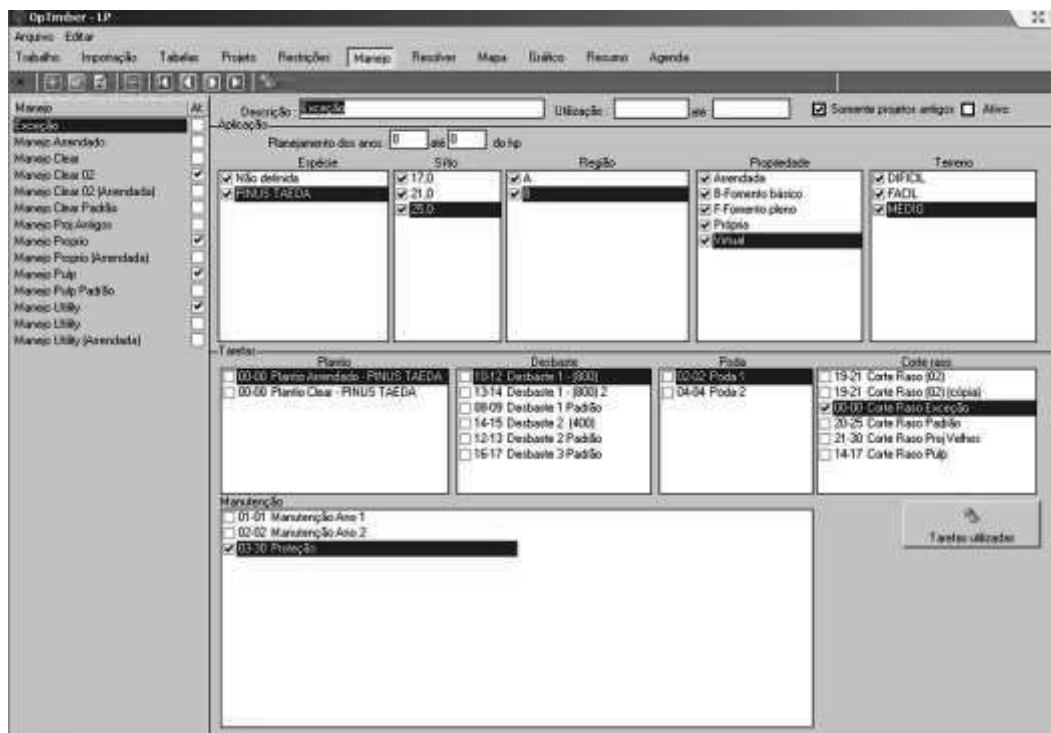 OpTimber - LP
Arquivo Editar
Trabalho Importação Tabelas Projeto Restrições Manejo Resolver Mapa Gráfico Resumo Agenda
Manejo At
Exceção
Manejo Arrendado
Manejo Clear
Manejo Clear 02
Manejo Clear 02 (Arrendada)
Manejo Clear Padrão
Manejo Proj Antigos
Manejo Proprio
Manejo Proprio (Arrendada)
Manejo Pulp
Manejo Pulp Padrão
Manejo Utility
Manejo Utility
Manejo Utility (Arrendada)
Descrição Exceção Utilização até Somente projetos antigos Ativo
Aplicação
Planejamento dos anos 0 até 0 do hp
Espécie Sítio Região Propriedade Terreno
Não definida 17,0 A Arrendada DIFICIL
PINUS TAEDA 21,0 B B-Fomento básico FACIL
25,0 F-Fomento pleno MEDIO
Própria
Virtual
Tarefas
Plantio Desbaste Poda Corte raso
00-00 Plantio Arrendado - PINUS TAEDA 10-12 Desbaste 1 - (800) 02-02 Poda 1 19-21 Corte Raso (02)
00-00 Plantio Clear - PINUS TAEDA 13-14 Desbaste 1 - (800) 2 04-04 Poda 2 19-21 Corte Raso (02) (cópia)
08-09 Desbaste 1 Padrão 00-00 Corte Raso Exceção
14-15 Desbaste 2 (400) 20-25 Corte Raso Padrão
12-13 Desbaste 2 Padrão 21-30 Corte Raso Proj Velhos
16-17 Desbaste 3 Padrão 14-17 Corte Raso Pulp
Manutenção
01-01 Manutenção Ano 1
02-02 Manutenção Ano 2
03-30 Proteção
Tarefas utilizadas